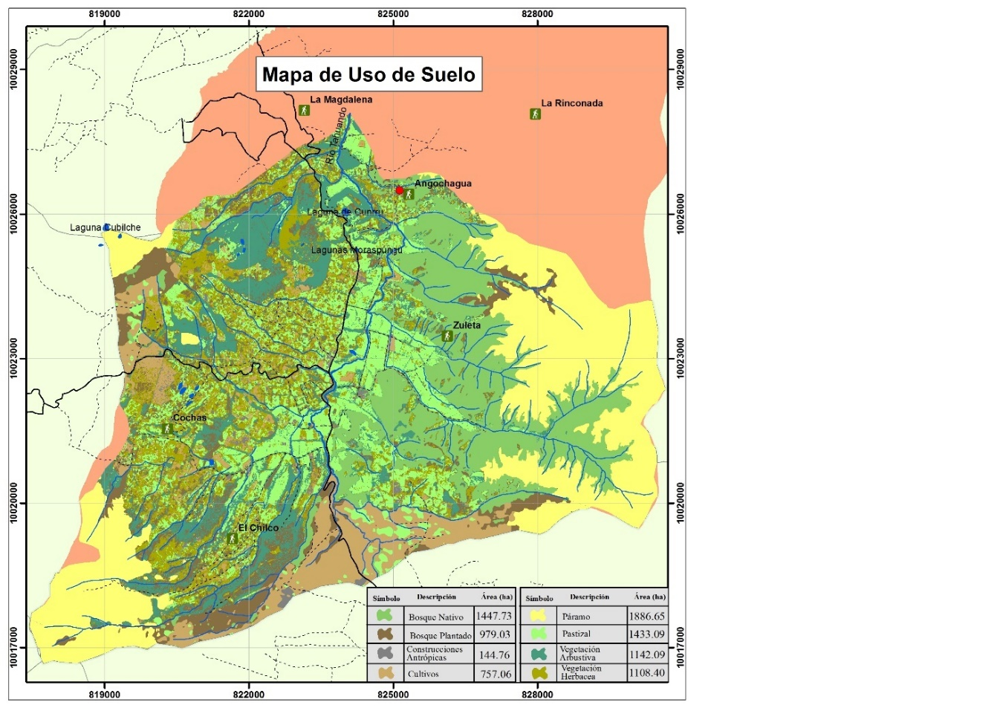 819000
822000
825000
828000
10029000
10029000
Mapa de Uso de Suelo
La Magdalena
La Rinconada
Río Tahuando
Angochagua
10026000
10026000
Laguna de Cunrru
Laguna Cubilche
Lagunas Moraspungu
Zuleta
10023000
10023000
Cochas
10020000
10020000
El Chilco
Símbolo Descripción Área (ha)
Bosque Nativo 1447.73
Bosque Plantado 979.03
Construcciones
Antrópicas 144.76
Cultivos 757.06
Símbolo Descripción Área (ha)
Páramo 1886.65
Pastizal 1433.09
Vegetación
Arbustiva 1142.09
Vegetación
Herbacea 1108.40
10017000
10017000
819000
822000
825000
828000